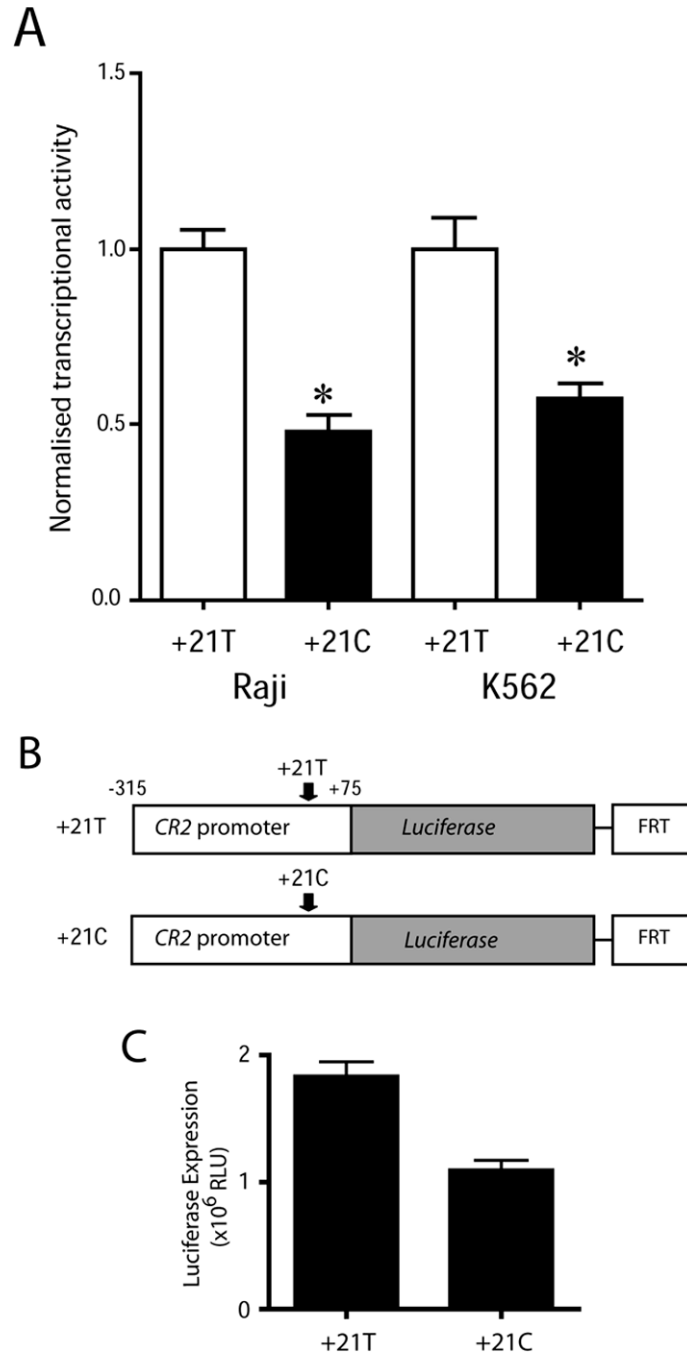 A
Normalised transcriptional activity
1.5
1.0
0.5
0.0
*
*
+21T +21C +21T +21C
Raji K562
B
+21T
-315 +75
+21T CR2 promoter Luciferase FRT
+21C
+21C CR2 promoter Luciferase FRT
C
Luciferase Expression
(x10⁶ RLU)
2
1
0
+21T +21C